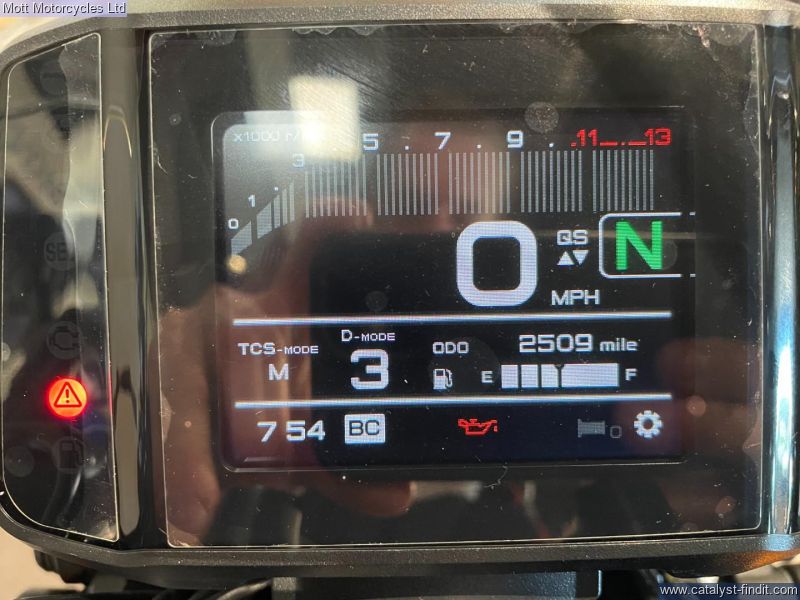 Mott Motorcycles Ltd
x1000 r/
0 1 3 5 7 9 11 13
0
MPH
QS
N
TCS-MODE
M
D-MODE
3
ODO 2509 mile
E F
7 54 BC
0
www.catalyst-findit.com